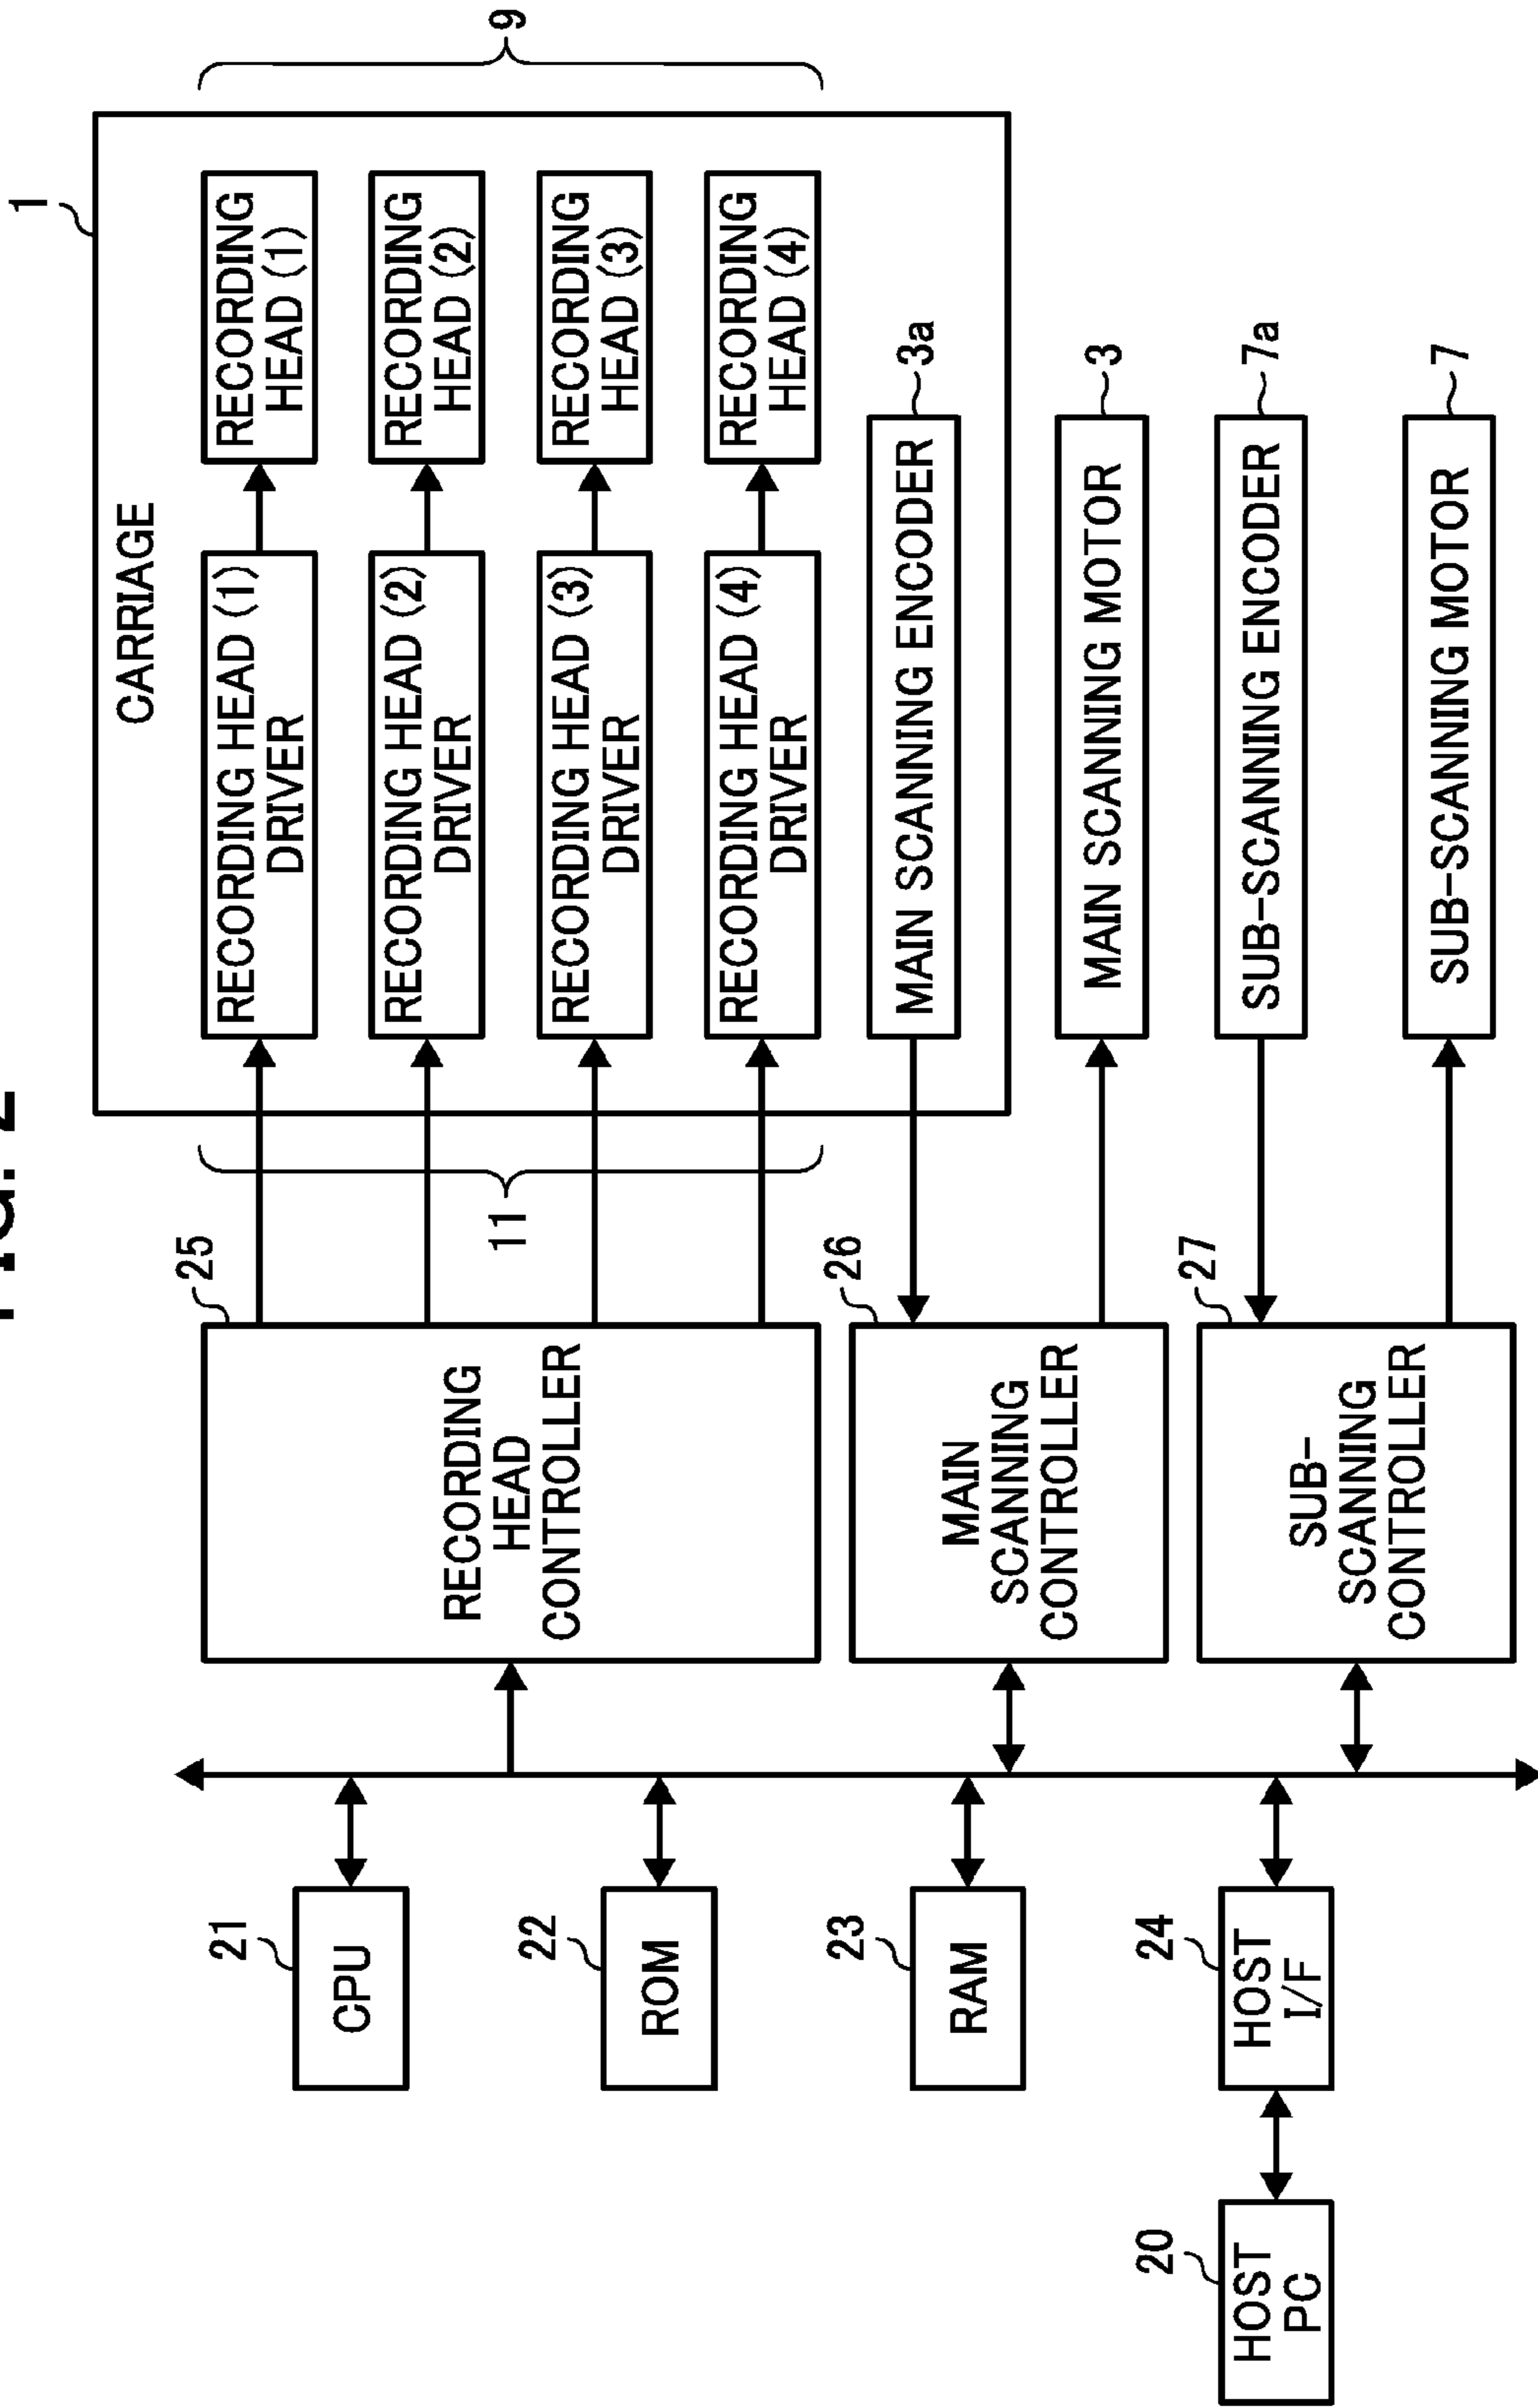 1
CARRIAGE
9
RECORDING HEAD (1)
DRIVER
RECORDING
HEAD (1)
RECORDING HEAD (2)
DRIVER
RECORDING
HEAD (2)
RECORDING HEAD (3)
DRIVER
RECORDING
HEAD (3)
RECORDING HEAD (4)
DRIVER
RECORDING
HEAD (4)
11
25
RECORDING
HEAD
CONTROLLER
MAIN SCANNING ENCODER
3a
26
MAIN
SCANNING
CONTROLLER
MAIN SCANNING MOTOR
3
27
SUB-
SCANNING
CONTROLLER
SUB-SCANNING ENCODER
7a
SUB-SCANNING MOTOR
7
21
CPU
22
ROM
23
RAM
24
HOST
I/F
20
HOST
PC